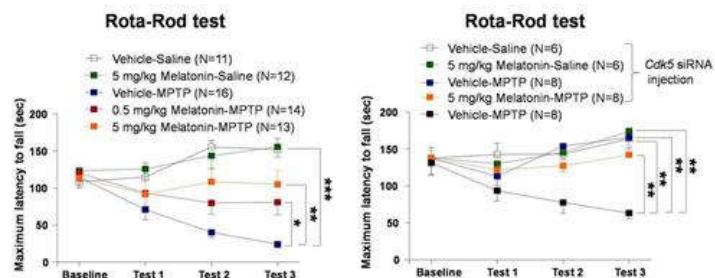 Rota-Rod test
Vehicle-Saline (N=11)
5 mg/kg Melatonin-Saline (N=12)
Vehicle-MPTP (N=16)
0.5 mg/kg Melatonin-MPTP (N=14)
5 mg/kg Melatonin-MPTP (N=13)
Maximum latency to fall (sec)
200
150
100
50
0
Baseline Test 1 Test 2 Test 3
*
**
***
Rota-Rod test
Vehicle-Saline (N=6)
5 mg/kg Melatonin-Saline (N=6)
Vehicle-MPTP (N=8)
5 mg/kg Melatonin-MPTP (N=8)
Vehicle-MPTP (N=8)
Cdk5 siRNA
injection
Maximum latency to fall (sec)
200
150
100
50
0
Baseline Test 1 Test 2 Test 3
**
**
**
**